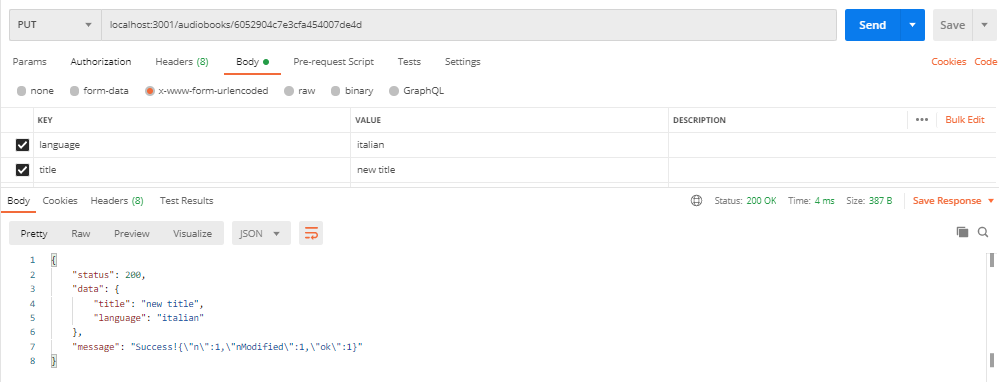 PUT localhost:3001/audiobooks/6052904c7e3cfa454007de4d Send Save
Params Authorization Headers (8) Body Pre-request Script Tests Settings Cookies Code
none form-data x-www-form-urlencoded raw binary GraphQL
KEY VALUE DESCRIPTION ••• Bulk Edit
language italian
title new title
Body Cookies Headers (8) Test Results Status: 200 OK Time: 4 ms Size: 387 B Save Response
Pretty Raw Preview Visualize JSON
1 {
2 "status": 200,
3 "data": {
4 "title": "new title",
5 "language": "italian"
6 },
7 "message": "Success!{\"n\":1,\"nModified\":1,\"ok\":1}"
8 }